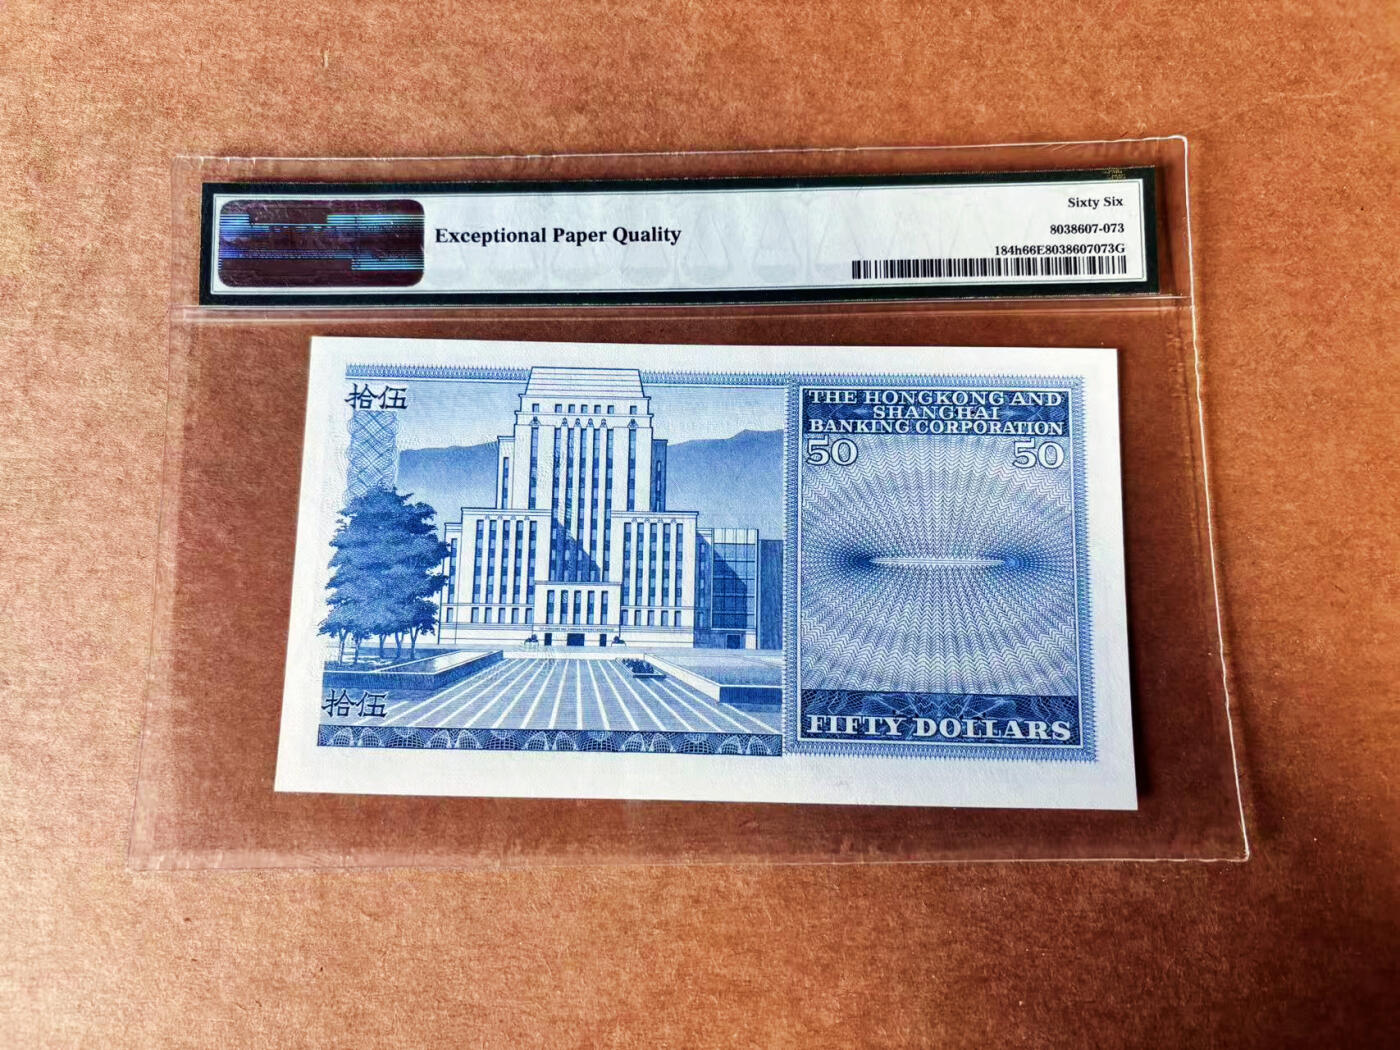 Sixty Six
Exceptional Paper Quality
8038607-073
184h66E8038607073G
拾伍
THE HONGKONG AND
SHANGHAI
BANKING CORPORATION
50 50
拾伍
FIFTY DOLLARS